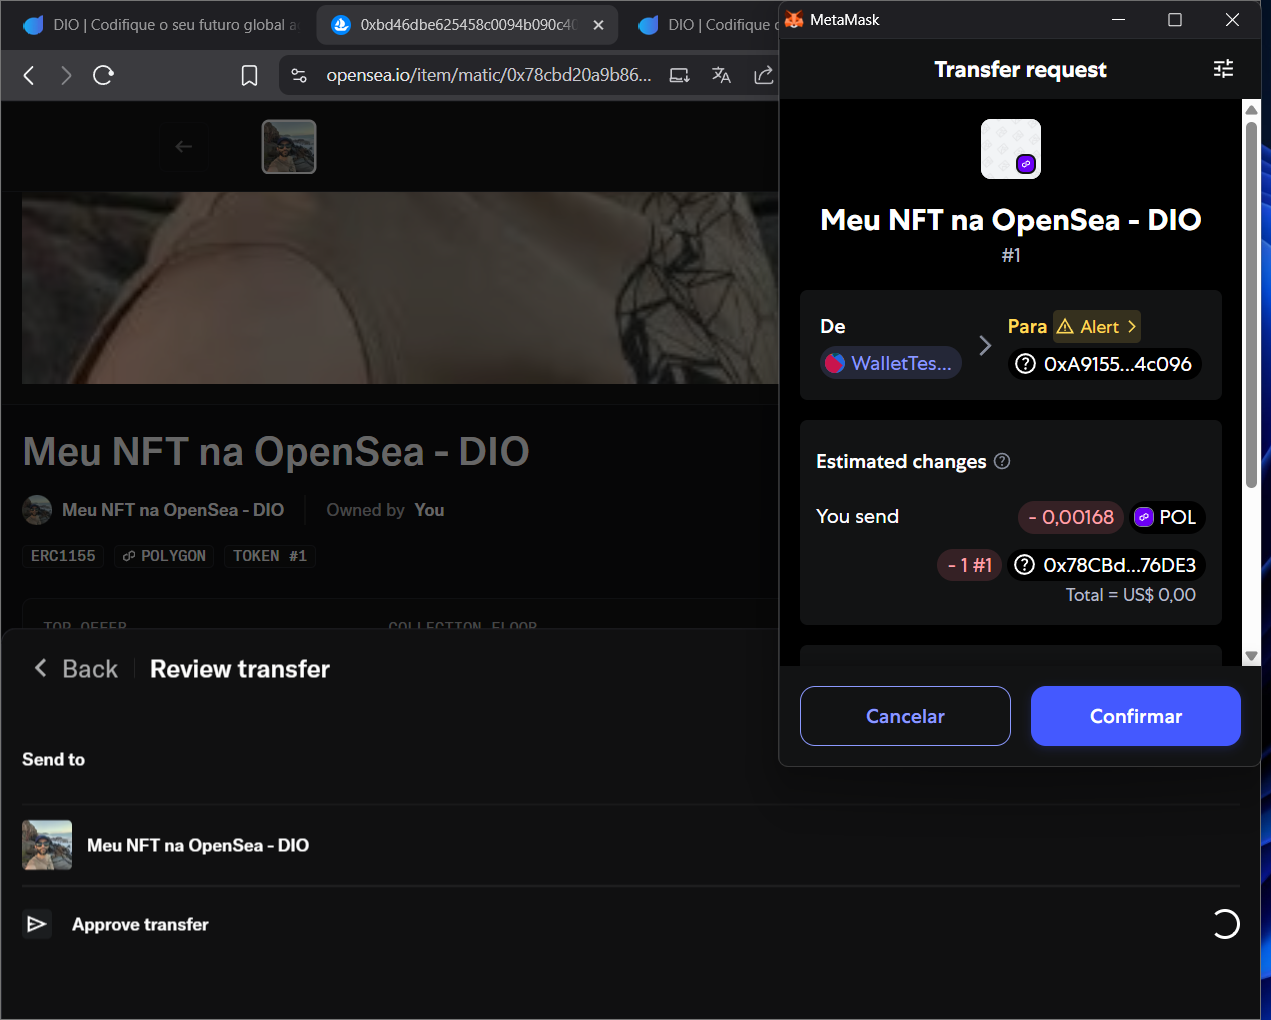 DIO | Codifique o seu futuro global a
0xbd46dbe625458c0094b090c40
DIO | Codifique o
opensea.io/item/matic/0x78cbd20a9b86...
Meu NFT na OpenSea - DIO
Meu NFT na OpenSea - DIO
Owned by You
ERC1155
POLYGON
TOKEN #1
TOP OFFER
COLLECTION FLOOR
Back
Review transfer
Send to
Meu NFT na OpenSea - DIO
Approve transfer
MetaMask
Transfer request
Meu NFT na OpenSea - DIO
#1
De
Para
Alert
WalletTes...
0xA9155...4c096
Estimated changes
You send
- 0,00168
POL
- 1 #1
0x78CBd...76DE3
Total = US$ 0,00
Cancelar
Confirmar